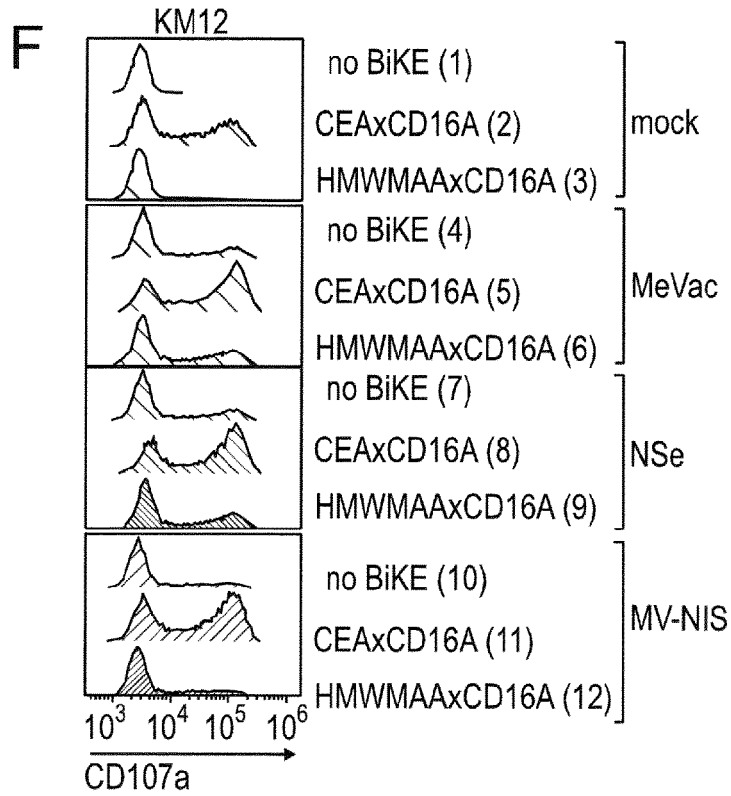 F
KM12
no BiKE (1)
CEAxCD16A (2)
HMWMAAxCD16A (3)
mock
no BiKE (4)
CEAxCD16A (5)
HMWMAAxCD16A (6)
MeVac
no BiKE (7)
CEAxCD16A (8)
HMWMAAxCD16A (9)
NSe
no BiKE (10)
CEAxCD16A (11)
HMWMAAxCD16A (12)
MV-NIS
10³ 10⁴ 10⁵ 10⁶
CD107a